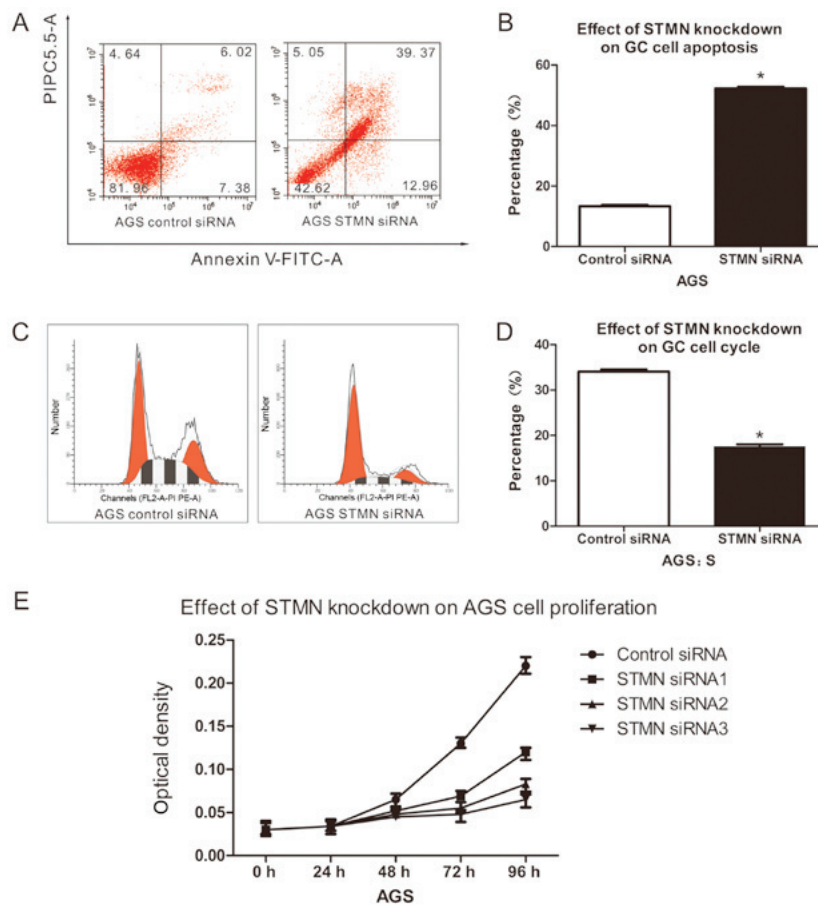 A
PIPC5.5-A
4.64
6.02
81.96
7.38
AGS control siRNA
5.05
39.37
42.62
12.96
AGS STMN siRNA
Annexin V-FITC-A
B
Effect of STMN knockdown
on GC cell apoptosis
Percentage (%)
60
40
20
0
Control siRNA
STMN siRNA
AGS
C
Number
Channels (FL2-A-PI PE-A)
AGS control siRNA
Number
Channels (FL2-A-PI PE-A)
AGS STMN siRNA
D
Effect of STMN knockdown
on GC cell cycle
Percentage (%)
40
30
20
10
0
Control siRNA
STMN siRNA
AGS: S
E
Effect of STMN knockdown on AGS cell proliferation
Optical density
0.25
0.20
0.15
0.10
0.05
0.00
0 h
24 h
48 h
72 h
96 h
AGS
Control siRNA
STMN siRNA1
STMN siRNA2
STMN siRNA3